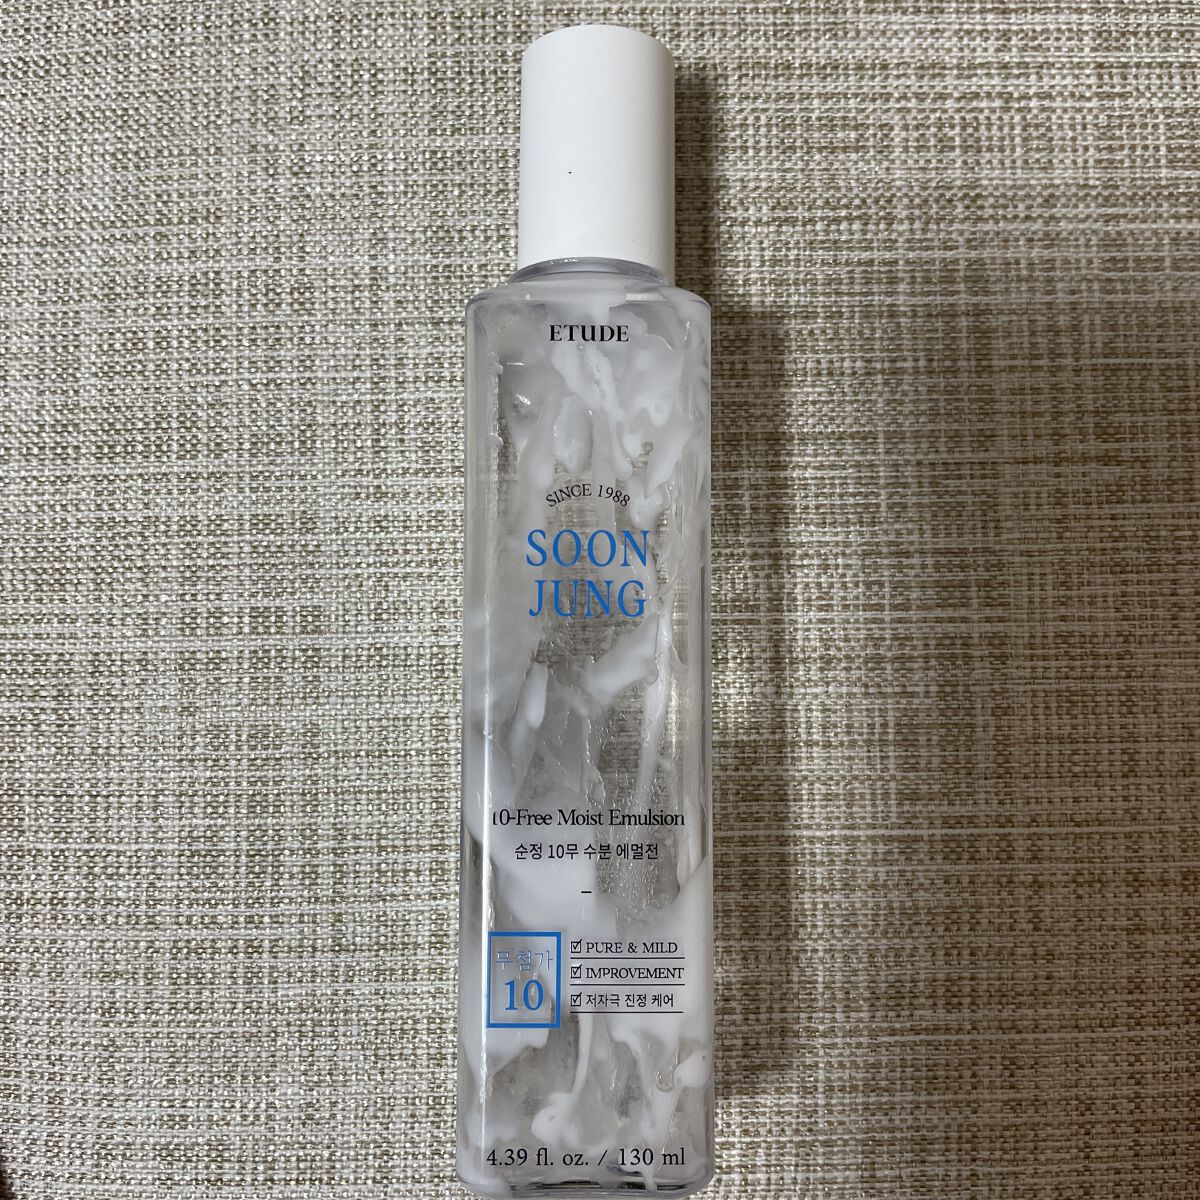 ETUDE
SINCE 1988
SOON
JUNG
10-Free Moist Emulsion
순정 10무 수분 에멀전
무첨가
10
PURE & MILD
IMPROVEMENT
저자극 진정 케어
4.39 fl. oz. / 130 ml